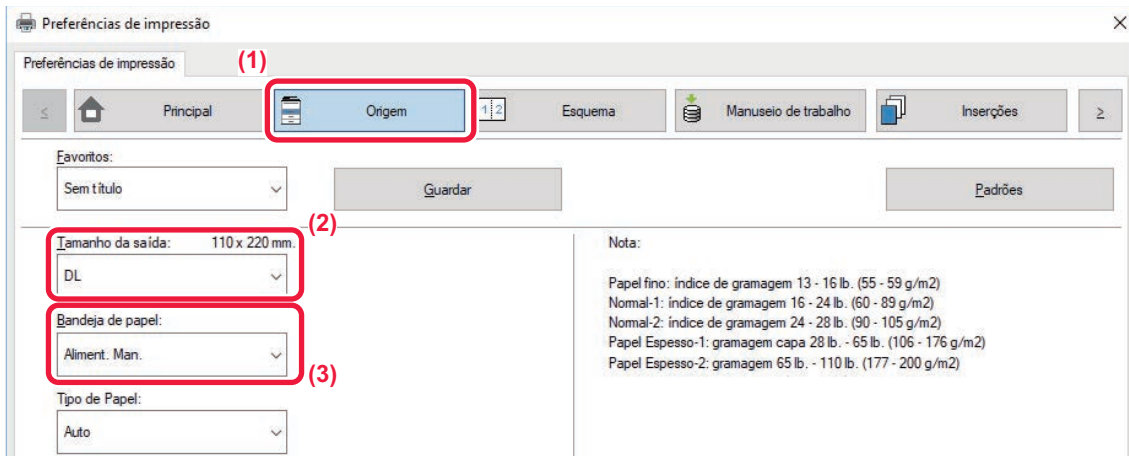 Preferências de impressão
Preferências de impressão
(1)
< Principal Origem 1 2 Esquema Manuseio de trabalho Inserções >
Favoritos:
Sem título Guardar Padrões
(2)
Tamanho da saída: 110 x 220 mm.
DL
Bandeja de papel:
Aliment. Man.
(3)
Tipo de Papel:
Auto
Nota:
Papel fino: índice de gramagem 13 - 16 lb. (55 - 59 g/m2)
Normal-1: índice de gramagem 16 - 24 lb. (60 - 89 g/m2)
Normal-2: índice de gramagem 24 - 28 lb. (90 - 105 g/m2)
Papel Espesso-1: gramagem capa 28 lb. - 65 lb. (106 - 176 g/m2)
Papel Espesso-2: gramagem 65 lb. - 110 lb. (177 - 200 g/m2)